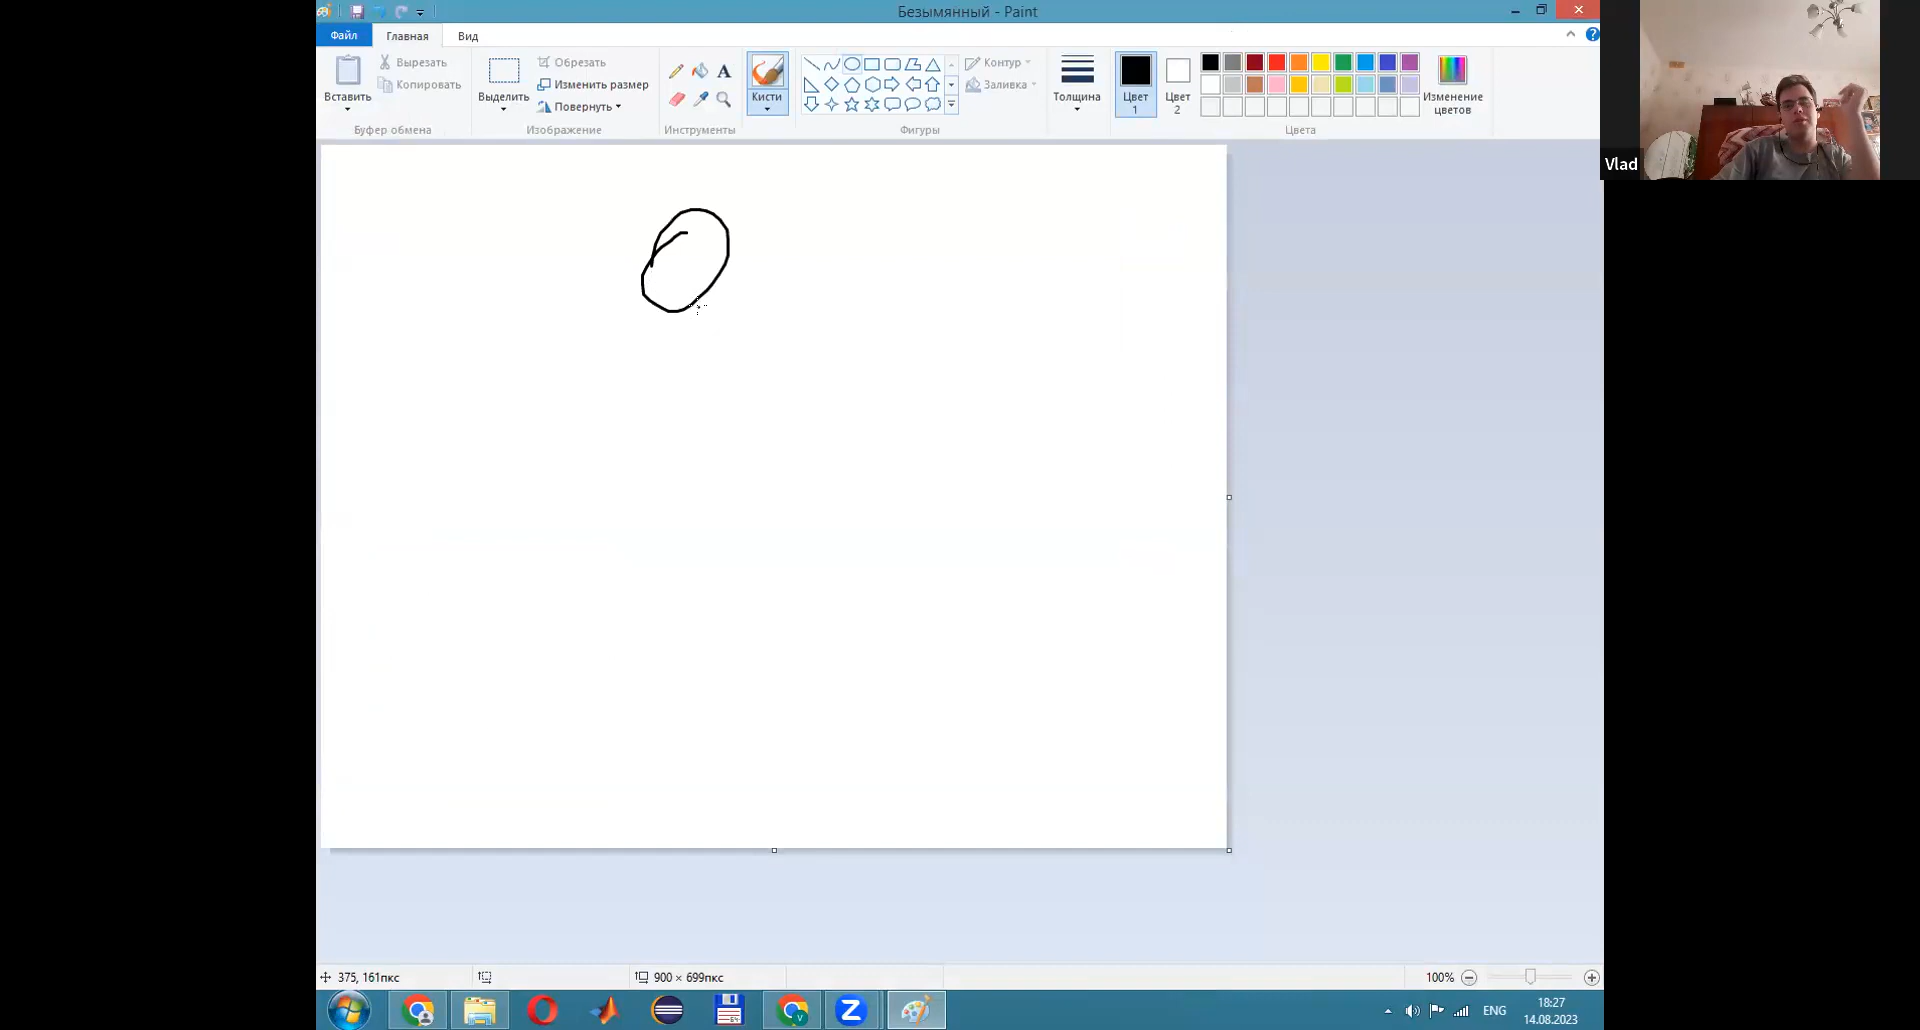 Безымянный - Paint
Файл
Главная
Вид
Вставить
Вырезать
Копировать
Буфер обмена
Выделить
Обрезать
Изменить размер
Повернуть
Изображение
A
Инструменты
Кисти
Контур
Заливка
Фигуры
Толщина
Цвет
1
Цвет
2
Изменение
цветов
Цвета
Vlad
375, 161пкс
900 × 699пкс
100%
ENG
18:27
14.08.2023